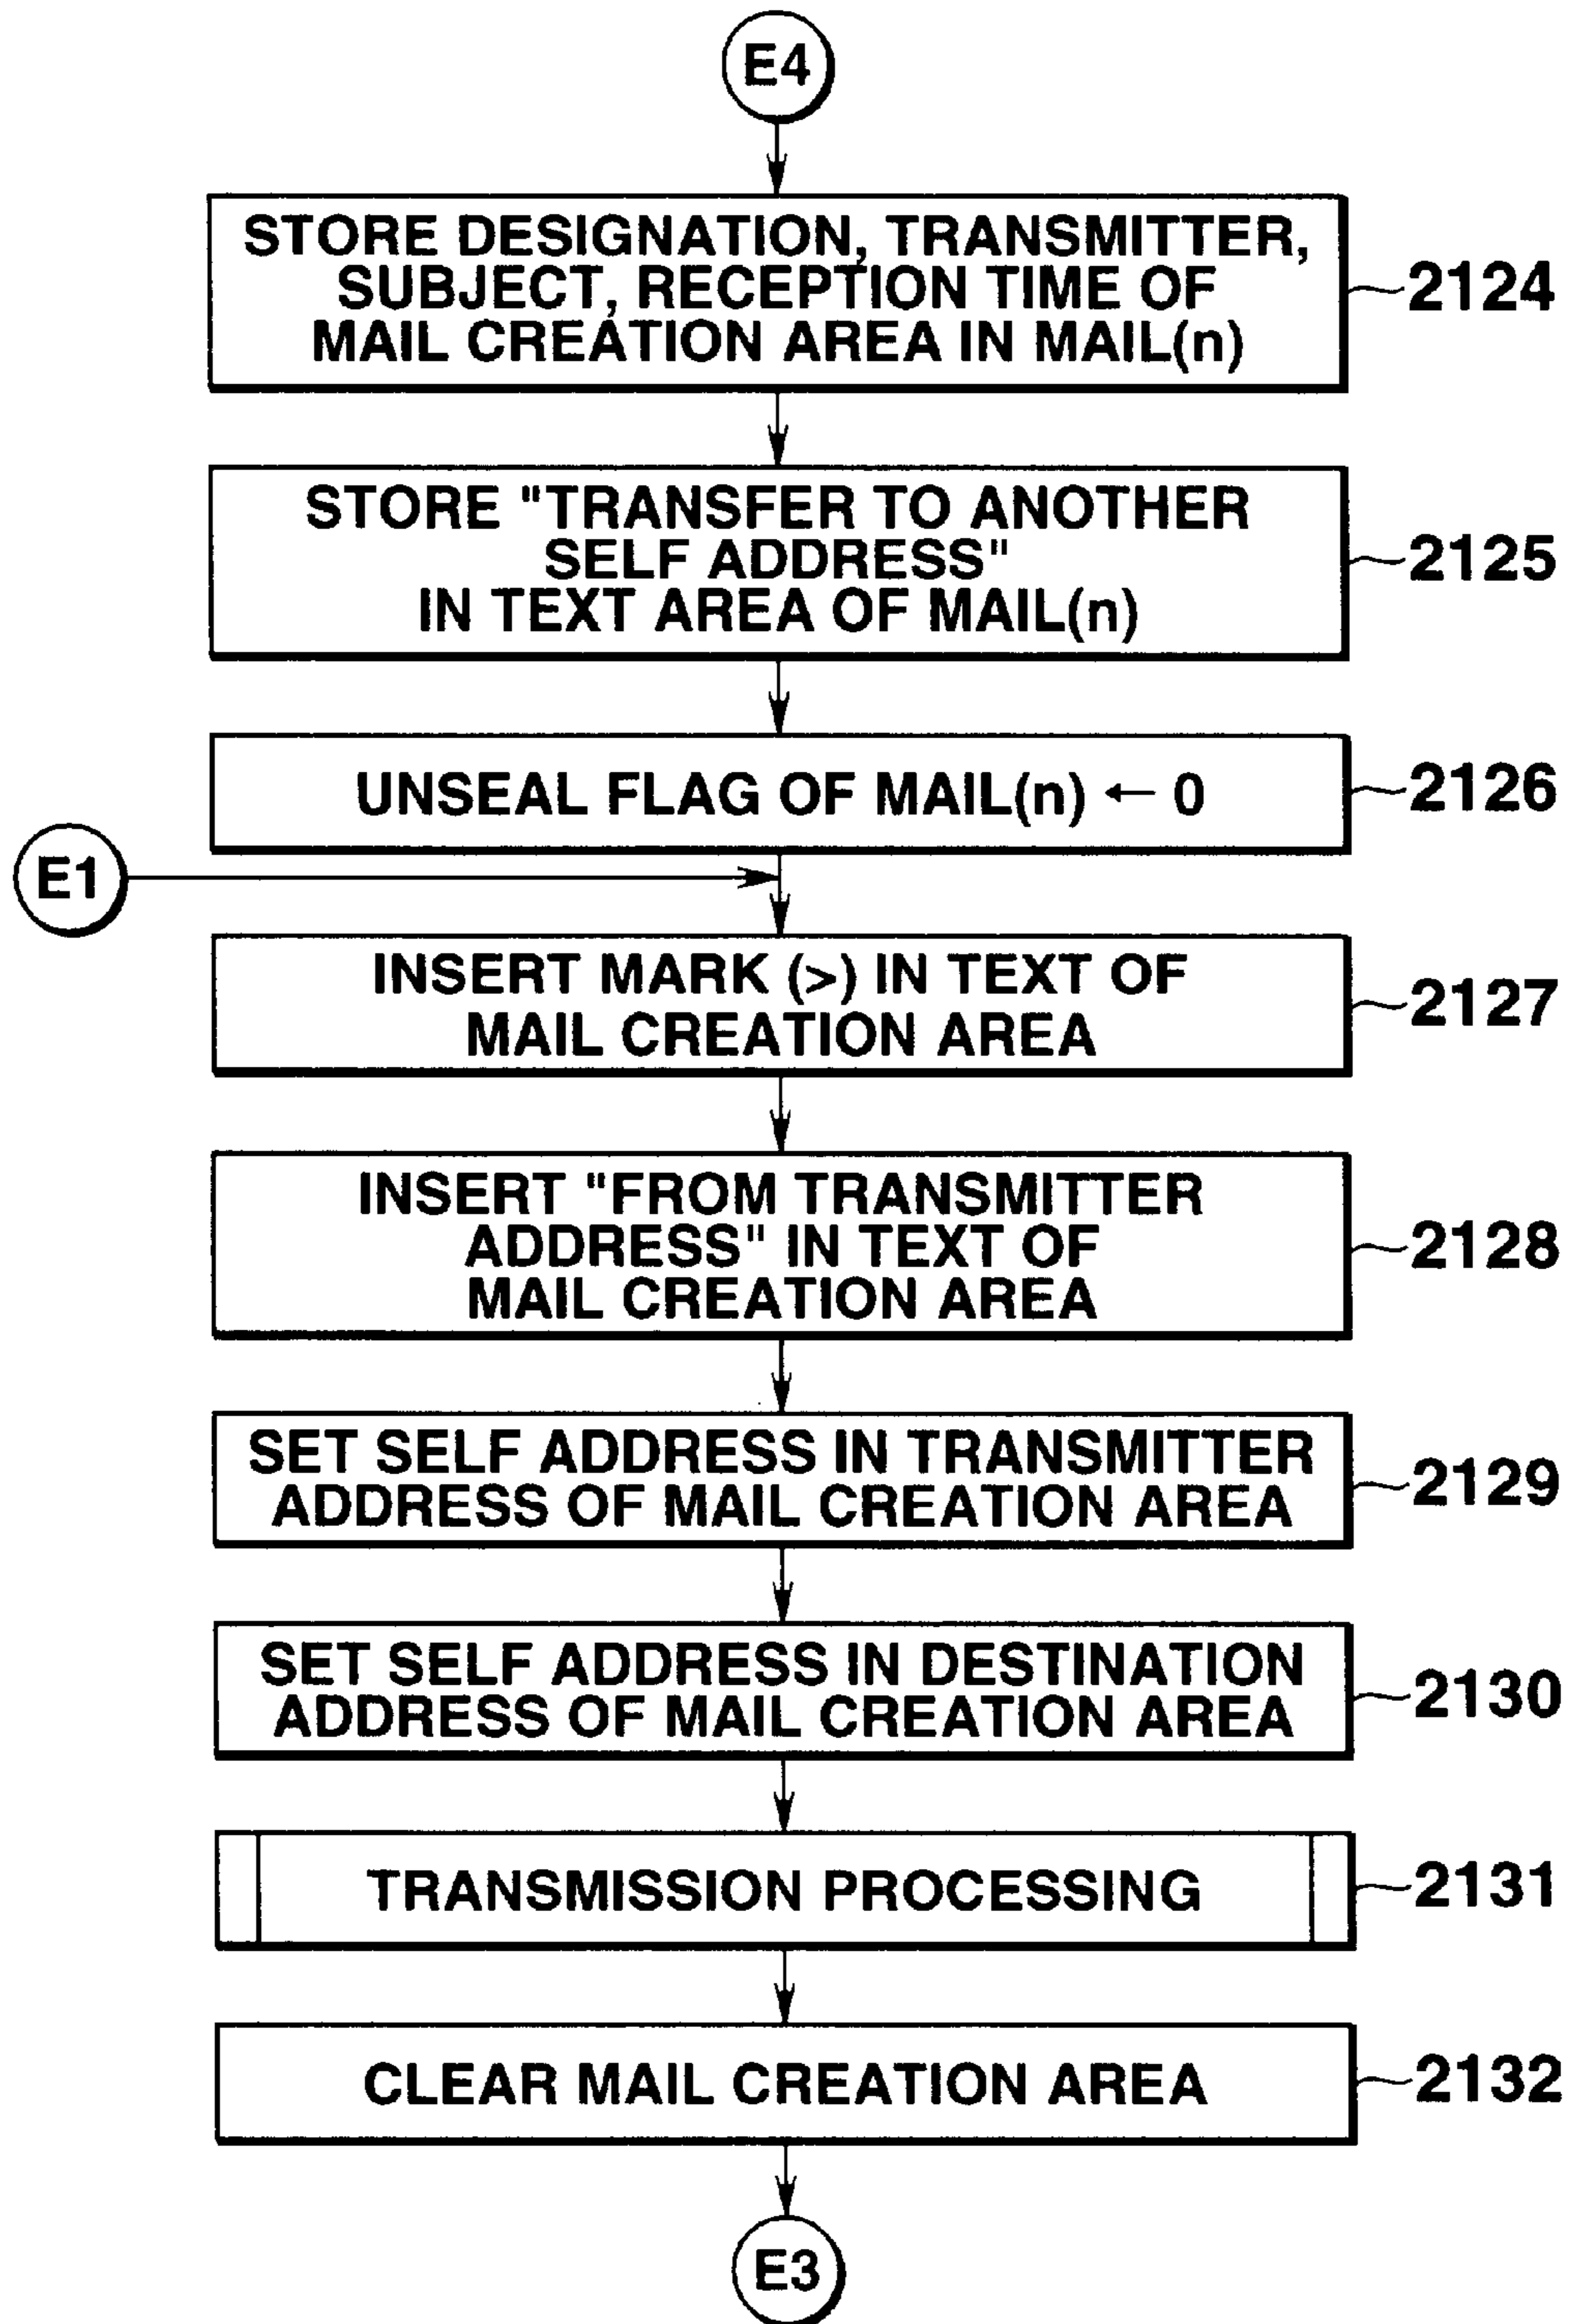 E4
STORE DESIGNATION, TRANSMITTER,
SUBJECT, RECEPTION TIME OF
MAIL CREATION AREA IN MAIL(n)
2124
STORE "TRANSFER TO ANOTHER
SELF ADDRESS"
IN TEXT AREA OF MAIL(n)
2125
UNSEAL FLAG OF MAIL(n) ← 0
2126
E1
INSERT MARK (>) IN TEXT OF
MAIL CREATION AREA
2127
INSERT "FROM TRANSMITTER
ADDRESS" IN TEXT OF
MAIL CREATION AREA
2128
SET SELF ADDRESS IN TRANSMITTER
ADDRESS OF MAIL CREATION AREA
2129
SET SELF ADDRESS IN DESTINATION
ADDRESS OF MAIL CREATION AREA
2130
TRANSMISSION PROCESSING
2131
CLEAR MAIL CREATION AREA
2132
E3